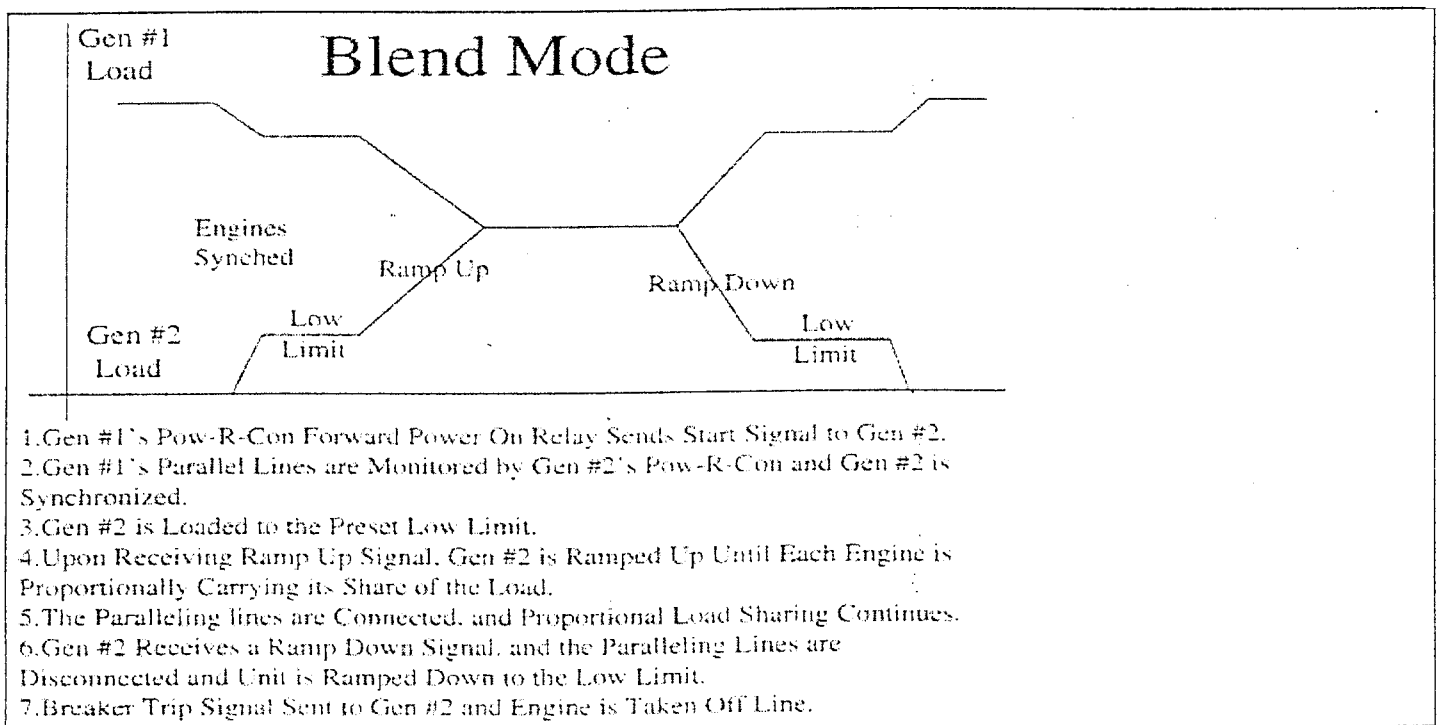 Gen #1
Load
Blend Mode
Engines
Synched
Ramp Up
Ramp Down
Low
Limit
Low
Limit
Gen #2
Load
1.Gen #1's Pow-R-Con Forward Power On Relay Sends Start Signal to Gen #2.
2.Gen #1's Parallel Lines are Monitored by Gen #2's Pow-R-Con and Gen #2 is
Synchronized.
3.Gen #2 is Loaded to the Preset Low Limit.
4.Upon Receiving Ramp Up Signal, Gen #2 is Ramped Up Until Each Engine is
Proportionally Carrying its Share of the Load.
5.The Paralleling lines are Connected, and Proportional Load Sharing Continues.
6.Gen #2 Receives a Ramp Down Signal, and the Paralleling Lines are
Disconnected and Unit is Ramped Down to the Low Limit.
7.Breaker Trip Signal Sent to Gen #2 and Engine is Taken Off Line.